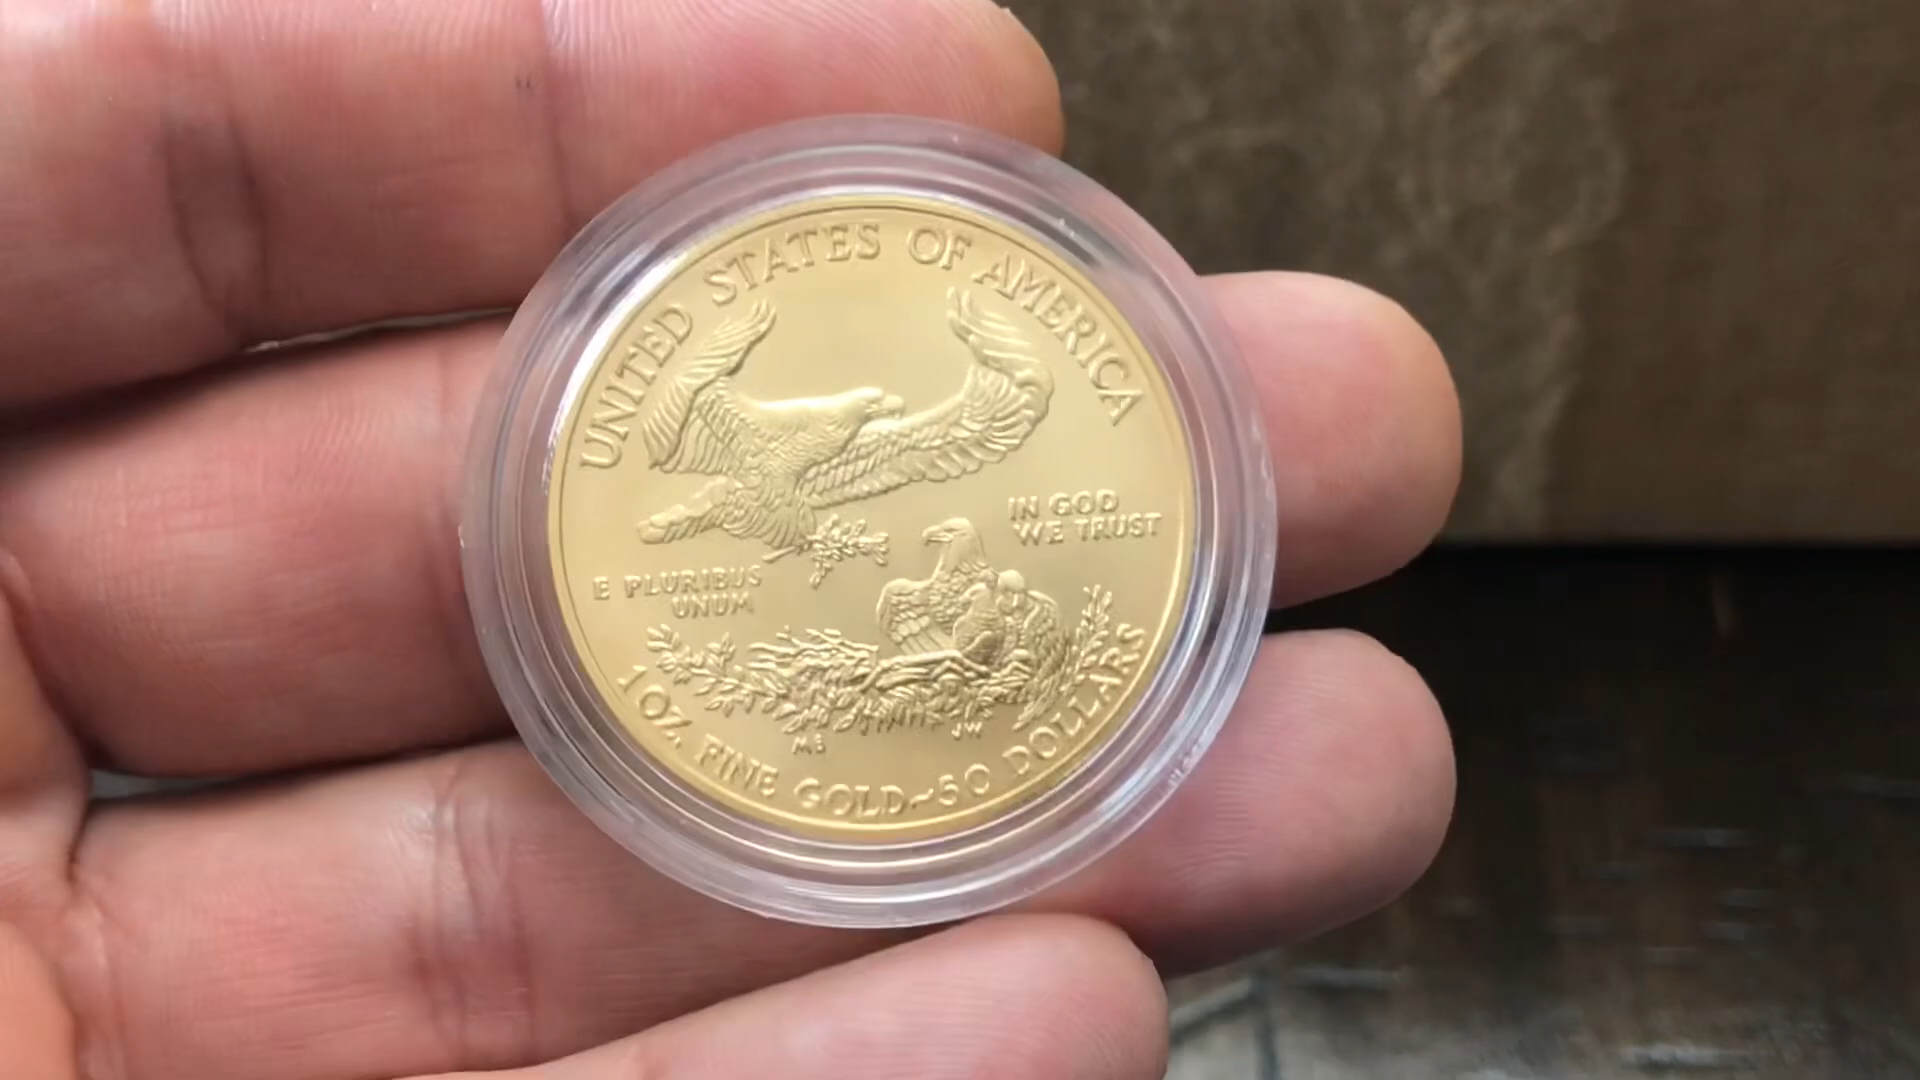 UNITED STATES OF AMERICA
IN GOD
WE TRUST
E PLURIBUS
UNUM
MB
JW
1 OZ. FINE GOLD~50 DOLLARS